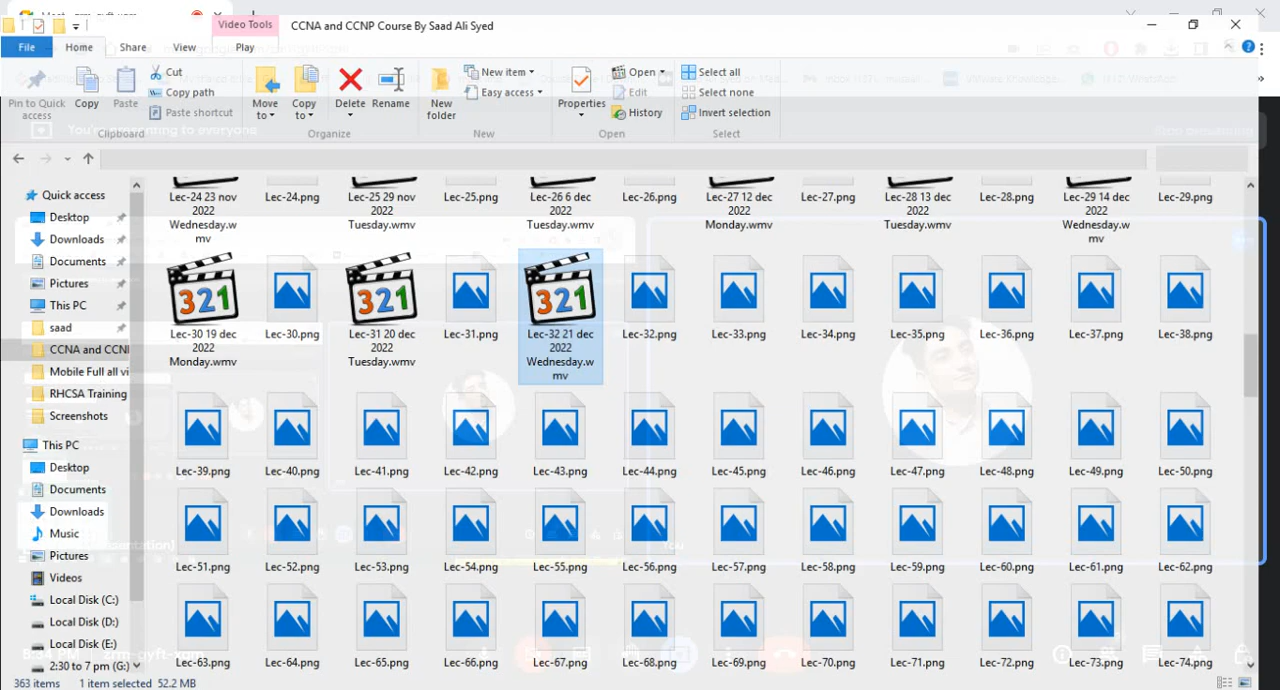 Video Tools
CCNA and CCNP Course By Saad Ali Syed
File Home Share View Play
Pin to Quick access
Copy
Paste
Cut
Copy path
Paste shortcut
Clipboard
Move to
Copy to
Delete
Rename
Organize
New folder
New item
Easy access
New
Properties
Open
Edit
History
Open
Select all
Select none
Invert selection
Select
You're presenting to everyone
Stop presenting
Quick access
Desktop
Downloads
Documents
Pictures
This PC
saad
CCNA and CCNI
Mobile Full all vi
RHCSA Training
Screenshots
This PC
Desktop
Documents
Downloads
Music
Pictures
Videos
Local Disk (C:)
Local Disk (D:)
Local Disk (E:)
2:30 to 7 pm (G:)
Lec-24 23 nov
2022
Wednesday.w
mv
Lec-24.png
Lec-25 29 nov
2022
Tuesday.wmv
Lec-25.png
Lec-26 6 dec
2022
Tuesday.wmv
Lec-26.png
Lec-27 12 dec
2022
Monday.wmv
Lec-27.png
Lec-28 13 dec
2022
Tuesday.wmv
Lec-28.png
Lec-29 14 dec
2022
Wednesday.w
mv
Lec-29.png
321
Lec-30 19 dec
2022
Monday.wmv
Lec-30.png
321
Lec-31 20 dec
2022
Tuesday.wmv
Lec-31.png
321
Lec-32 21 dec
2022
Wednesday.w
mv
Lec-32.png
Lec-33.png
Lec-34.png
Lec-35.png
Lec-36.png
Lec-37.png
Lec-38.png
Lec-39.png
Lec-40.png
Lec-41.png
Lec-42.png
Lec-43.png
Lec-44.png
Lec-45.png
Lec-46.png
Lec-47.png
Lec-48.png
Lec-49.png
Lec-50.png
Lec-51.png
Lec-52.png
Lec-53.png
Lec-54.png
Lec-55.png
Lec-56.png
Lec-57.png
Lec-58.png
Lec-59.png
Lec-60.png
Lec-61.png
Lec-62.png
You
Lec-63.png
Lec-64.png
Lec-65.png
Lec-66.png
Lec-67.png
Lec-68.png
Lec-69.png
Lec-70.png
Lec-71.png
Lec-72.png
Lec-73.png
Lec-74.png
363 items 1 item selected 52.2 MB